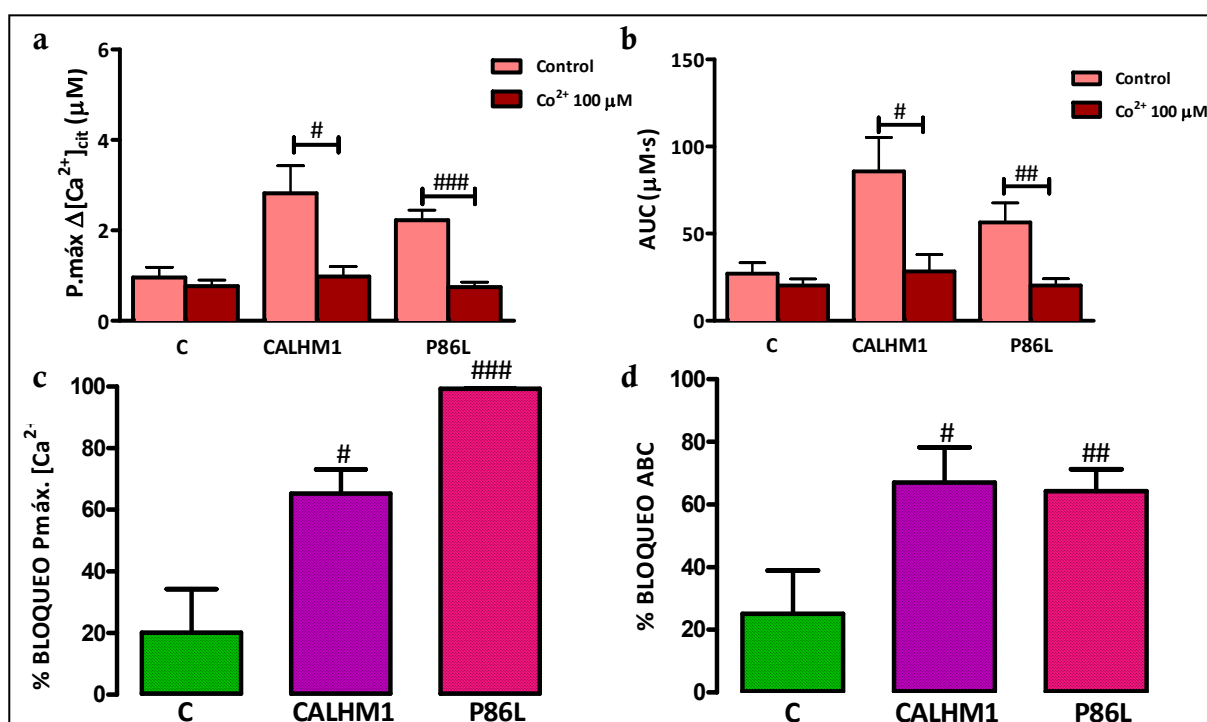 a
P.máx Δ[Ca²⁺]cit (μM)
6
4
2
0
Control
Co²⁺ 100 μM
#
###
C
CALHM1
P86L
b
AUC (μM·s)
150
100
50
0
Control
Co²⁺ 100 μM
#
##
C
CALHM1
P86L
c
% BLOQUEO Pmáx. [Ca²⁺
100
80
60
40
20
0
#
###
C
CALHM1
P86L
d
% BLOQUEO ABC
100
80
60
40
20
0
#
##
C
CALHM1
P86L